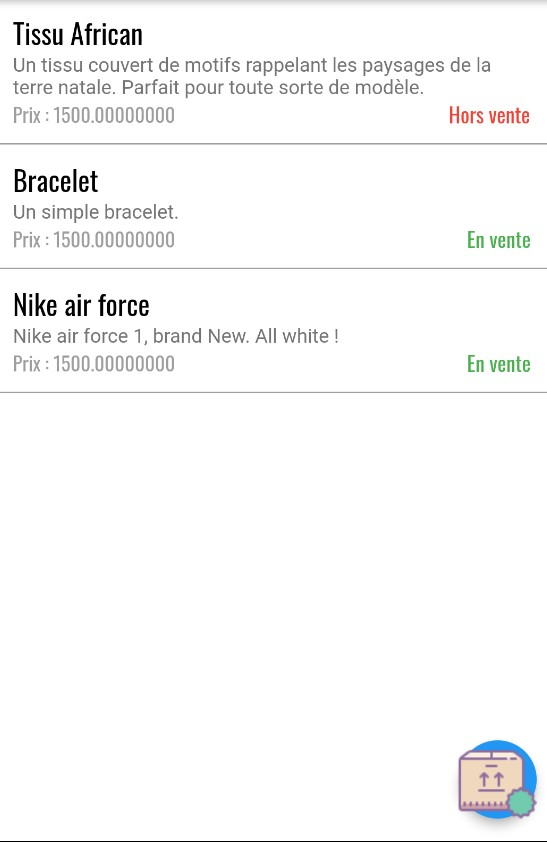 Tissu African
Un tissu couvert de motifs rappelant les paysages de la
terre natale. Parfait pour toute sorte de modèle.
Prix : 1500.00000000
Hors vente
Bracelet
Un simple bracelet.
Prix : 1500.00000000
En vente
Nike air force
Nike air force 1, brand New. All white !
Prix : 1500.00000000
En vente